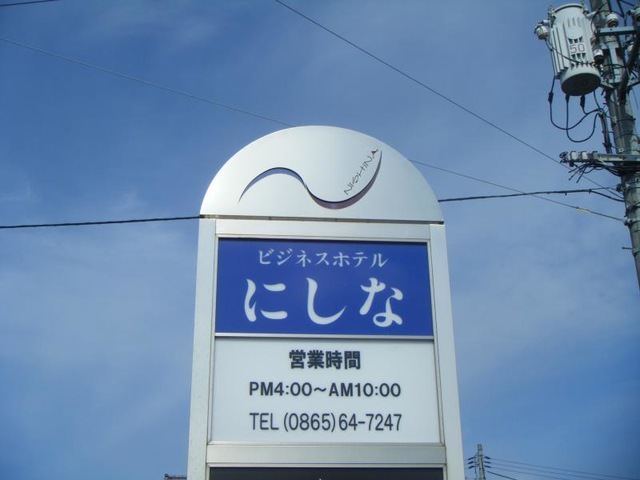 NISHINA
ビジネスホテル
にしな
営業時間
PM4:00～AM10:00
TEL (0865)64-7247
50